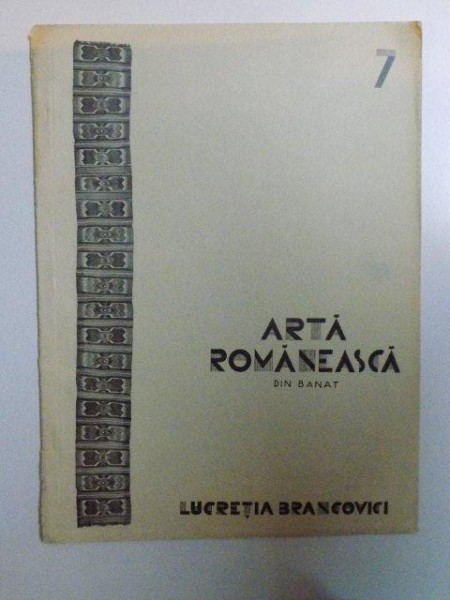 7
ARTĂ
ROMÂNEASCĂ
DIN BANAT
LUCREȚIA BRANCOVICI